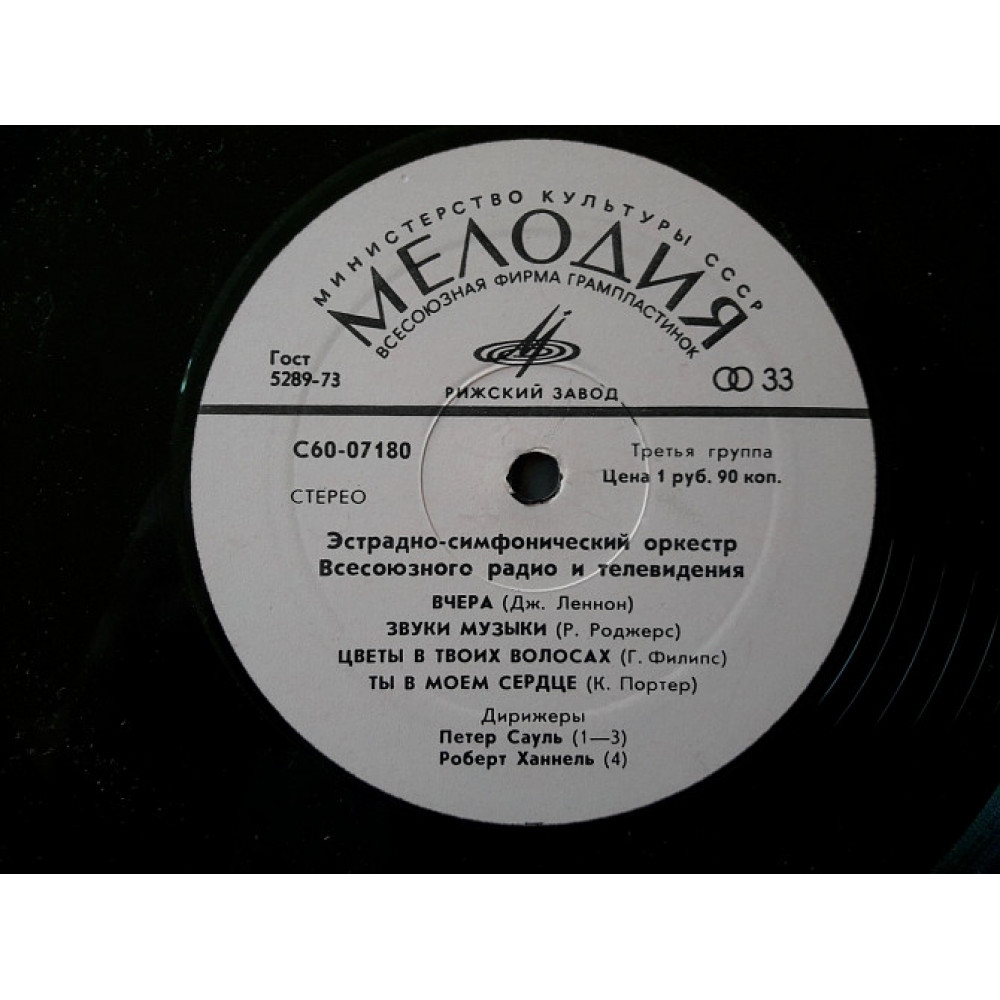 МИНИСТЕРСТВО КУЛЬТУРЫ СССР
МЕЛОДИЯ
ВСЕСОЮЗНАЯ ФИРМА ГРАМПЛАСТИНОК
Гост
5289-73
РИЖСКИЙ ЗАВОД
33
С60-07180
Третья группа
Цена 1 руб. 90 коп.
СТЕРЕО
Эстрадно-симфонический оркестр
Всесоюзного радио и телевидения
ВЧЕРА (Дж. Леннон)
ЗВУКИ МУЗЫКИ (Р. Роджерс)
ЦВЕТЫ В ТВОИХ ВОЛОСАХ (Г. Филипс)
ТЫ В МОЕМ СЕРДЦЕ (К. Портер)
Дирижеры
Петер Сауль (1—3)
Роберт Ханнель (4)